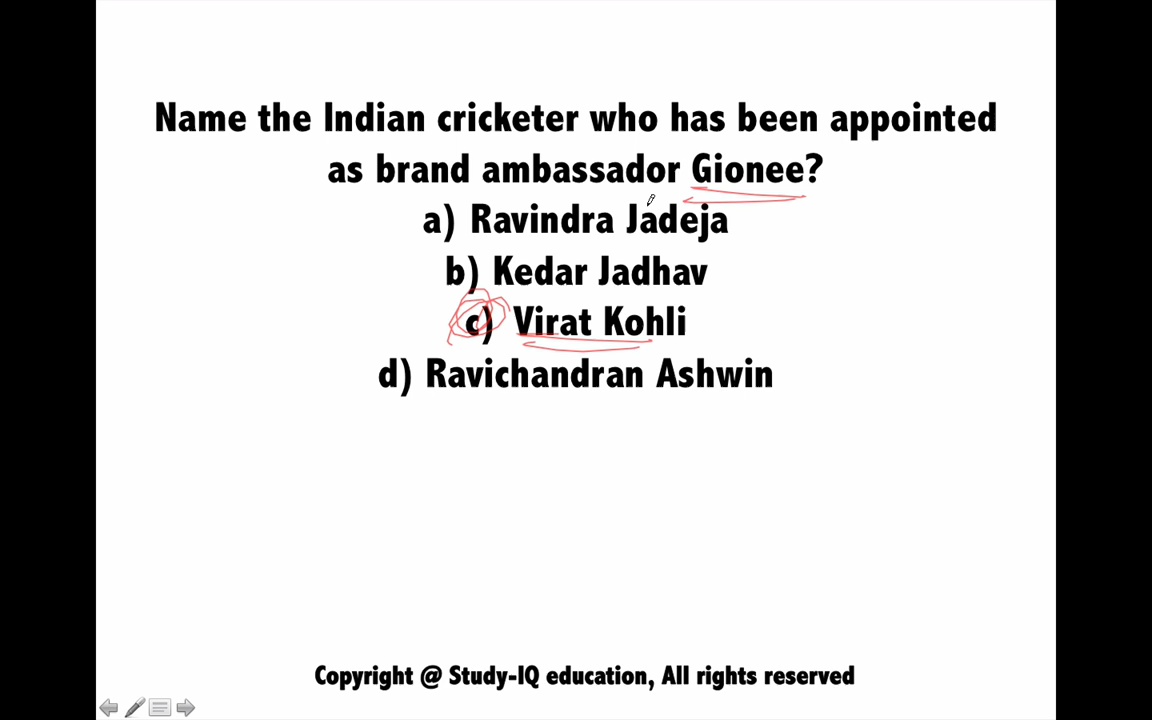 Name the Indian cricketer who has been appointed
as brand ambassador Gionee?
a) Ravindra Jadeja
b) Kedar Jadhav
c) Virat Kohli
d) Ravichandran Ashwin
Copyright @ Study-IQ education, All rights reserved